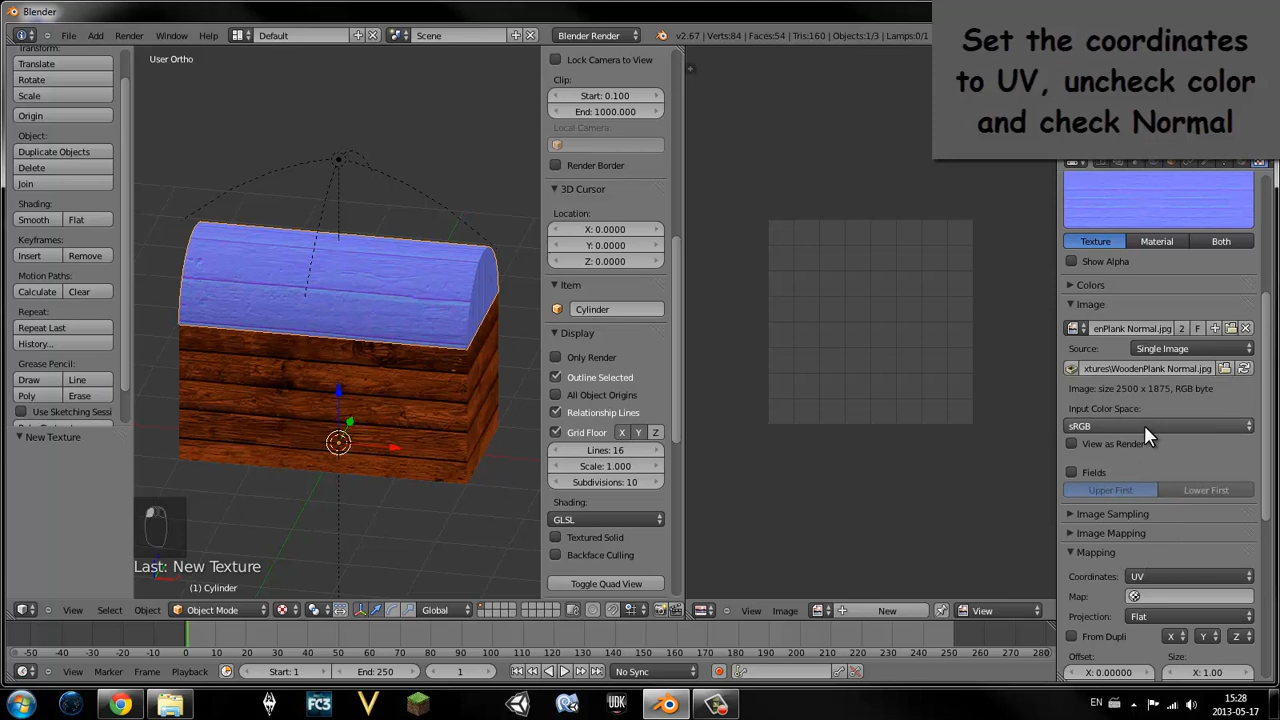 Blender
Set the coordinates
to UV, uncheck color
and check Normal
File Add Render Window Help Default Scene Blender Render v2.67 | Verts:84 | Faces:54 | Tris:160 | Objects:1/3 | Lamps:0/1
Transform:
Translate
Rotate
Scale
Origin
Object:
Duplicate Objects
Delete
Join
Shading:
Smooth Flat
Keyframes:
Insert Remove
Motion Paths:
Calculate Clear
Repeat:
Repeat Last
History...
Grease Pencil:
Draw Line
Poly Erase
Use Sketching Sessi
New Texture
User Ortho
Last: New Texture
(1) Cylinder
Lock Camera to View
Clip:
Start: 0.100
End: 1000.000
Local Camera:
Render Border
3D Cursor
Location:
X: 0.0000
Y: 0.0000
Z: 0.0000
Item
Cylinder
Display
Only Render
Outline Selected
All Object Origins
Relationship Lines
Grid Floor X Y Z
Lines: 16
Scale: 1.000
Subdivisions: 10
Shading:
GLSL
Textured Solid
Backface Culling
Toggle Quad View
Texture Material Both
Show Alpha
Colors
Image
enPlank Normal.jpg 2 F
Source: Single Image
xtures\WoodenPlank Normal.jpg
Image: size 2500 x 1875, RGB byte
Input Color Space:
sRGB
View as Render
Fields
Upper First Lower First
Image Sampling
Image Mapping
Mapping
Coordinates: UV
Map:
Projection: Flat
From Dupli X Y Z
Offset: Size:
X: 0.00000 X: 1.00
View Select Object Object Mode Global
View Image New View
-50 -40 -30 -20 -10 0 10 20 30 40 50 60 70 80 90 100 110 120 130 140 150 160 170 180 190 200 210 220 230 240 250 260 270 280
View Marker Frame Playback Start: 1 End: 250 1 No Sync
FC3 UDK EN 15:28
2013-05-17